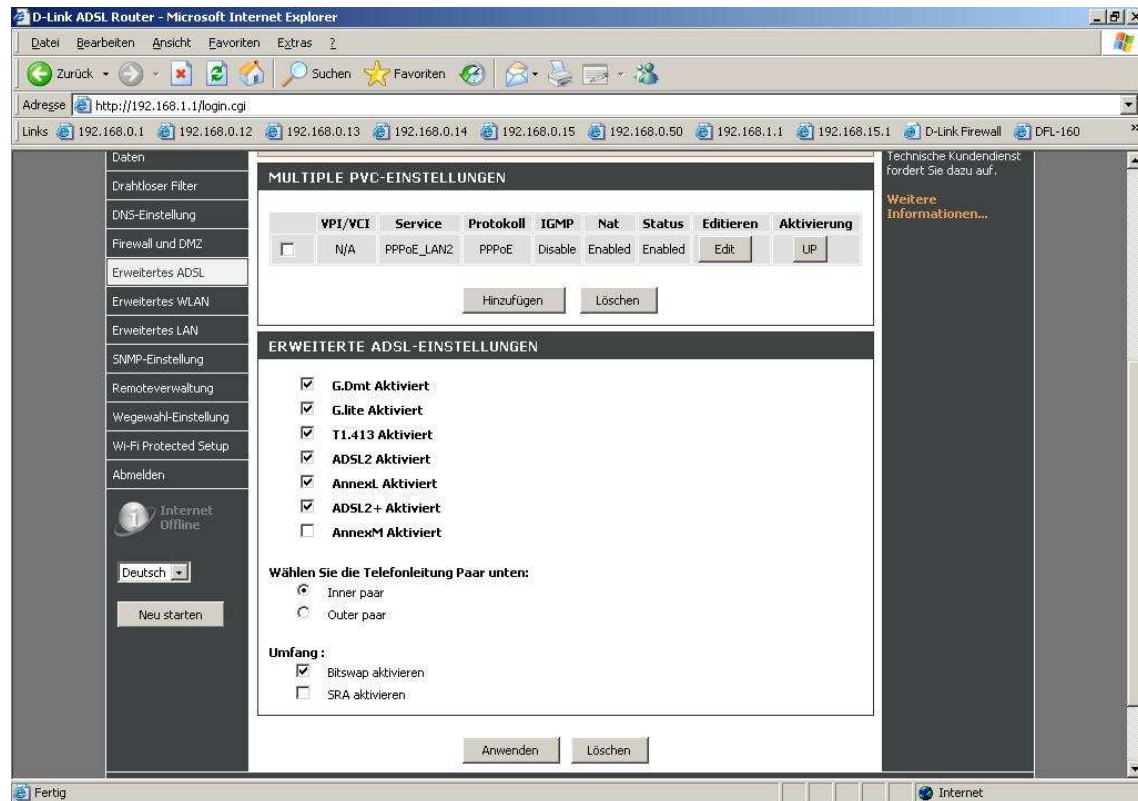 D-Link ADSL Router - Microsoft Internet Explorer
Datei Bearbeiten Ansicht Favoriten Extras ?
Zurück Suchen Favoriten
Adresse http://192.168.1.1/login.cgi
Links 192.168.0.1 192.168.0.12 192.168.0.13 192.168.0.14 192.168.0.15 192.168.0.50 192.168.1.1 192.168.15.1 D-Link Firewall DFL-160 »
Daten
Drahtloser Filter
DNS-Einstellung
Firewall und DMZ
Erweitertes ADSL
Erweitertes WLAN
Erweitertes LAN
SNMP-Einstellung
Remoteverwaltung
Wegewahl-Einstellung
Wi-Fi Protected Setup
Abmelden
Internet
Offline
Deutsch
Neu starten
MULTIPLE PVC-EINSTELLUNGEN
VPI/VCI Service Protokoll IGMP Nat Status Editieren Aktivierung
N/A PPPoE_LAN2 PPPoE Disable Enabled Enabled Edit UP
Hinzufügen Löschen
ERWEITERTE ADSL-EINSTELLUNGEN
G.Dmt Aktiviert
G.lite Aktiviert
T1.413 Aktiviert
ADSL2 Aktiviert
AnnexL Aktiviert
ADSL2+ Aktiviert
AnnexM Aktiviert
Wählen Sie die Telefonleitung Paar unten:
Inner paar
Outer paar
Umfang :
Bitswap aktivieren
SRA aktivieren
Anwenden Löschen
Technische Kundendienst
fordert Sie dazu auf.
Weitere
Informationen...
Fertig Internet